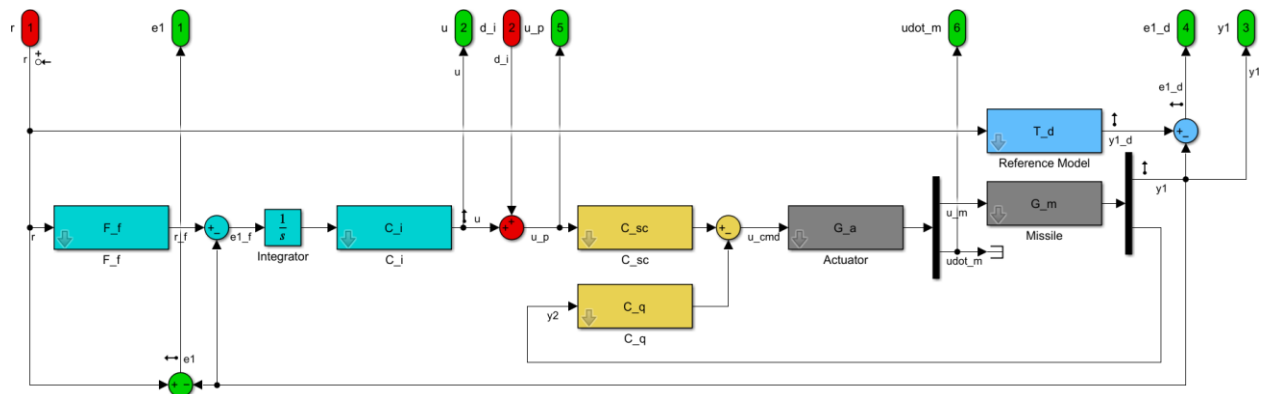 r 1 e1 1 u 2 d_i 2 u_p 5 udot_m 6 e1_d 4 y1 3
r u d_i y1
e1_d
T_d
y1_d
Reference Model
y1
F_f 1/s C_i u C_sc G_a u_m G_m
r r_f e1_f u_p u_cmd Missile
F_f Integrator C_i C_sc Actuator udot_m
C_q
y2
C_q
e1